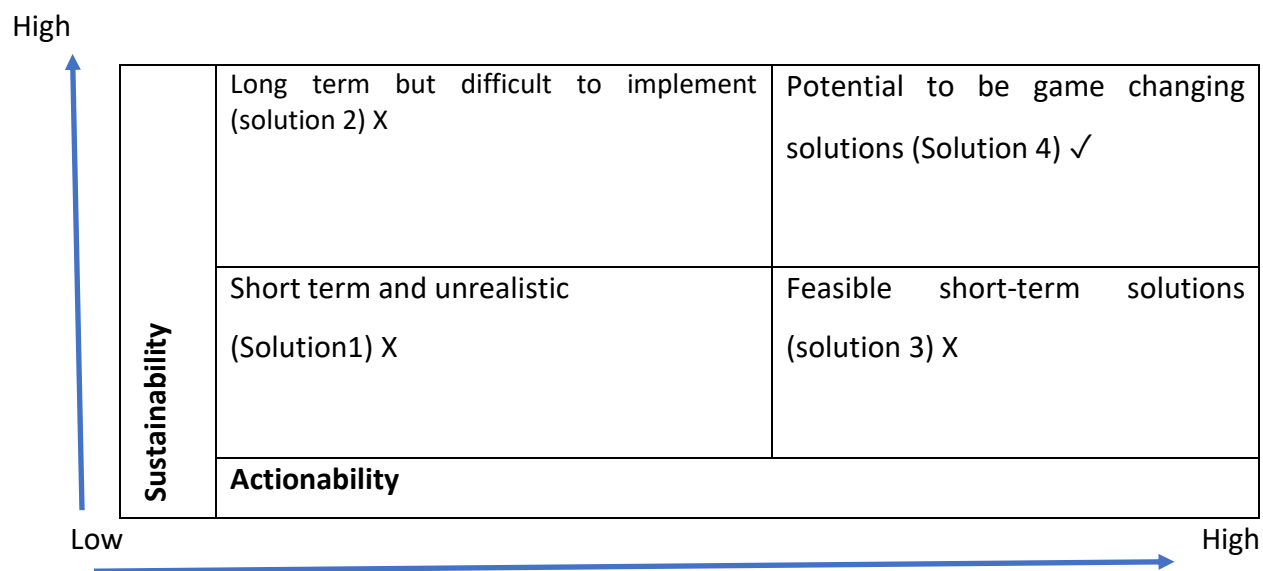 High
Long term but difficult to implement
(solution 2) X
Potential to be game changing
solutions (Solution 4) ✓
Sustainability
Short term and unrealistic
(Solution1) X
Feasible short-term solutions
(solution 3) X
Actionability
Low
High